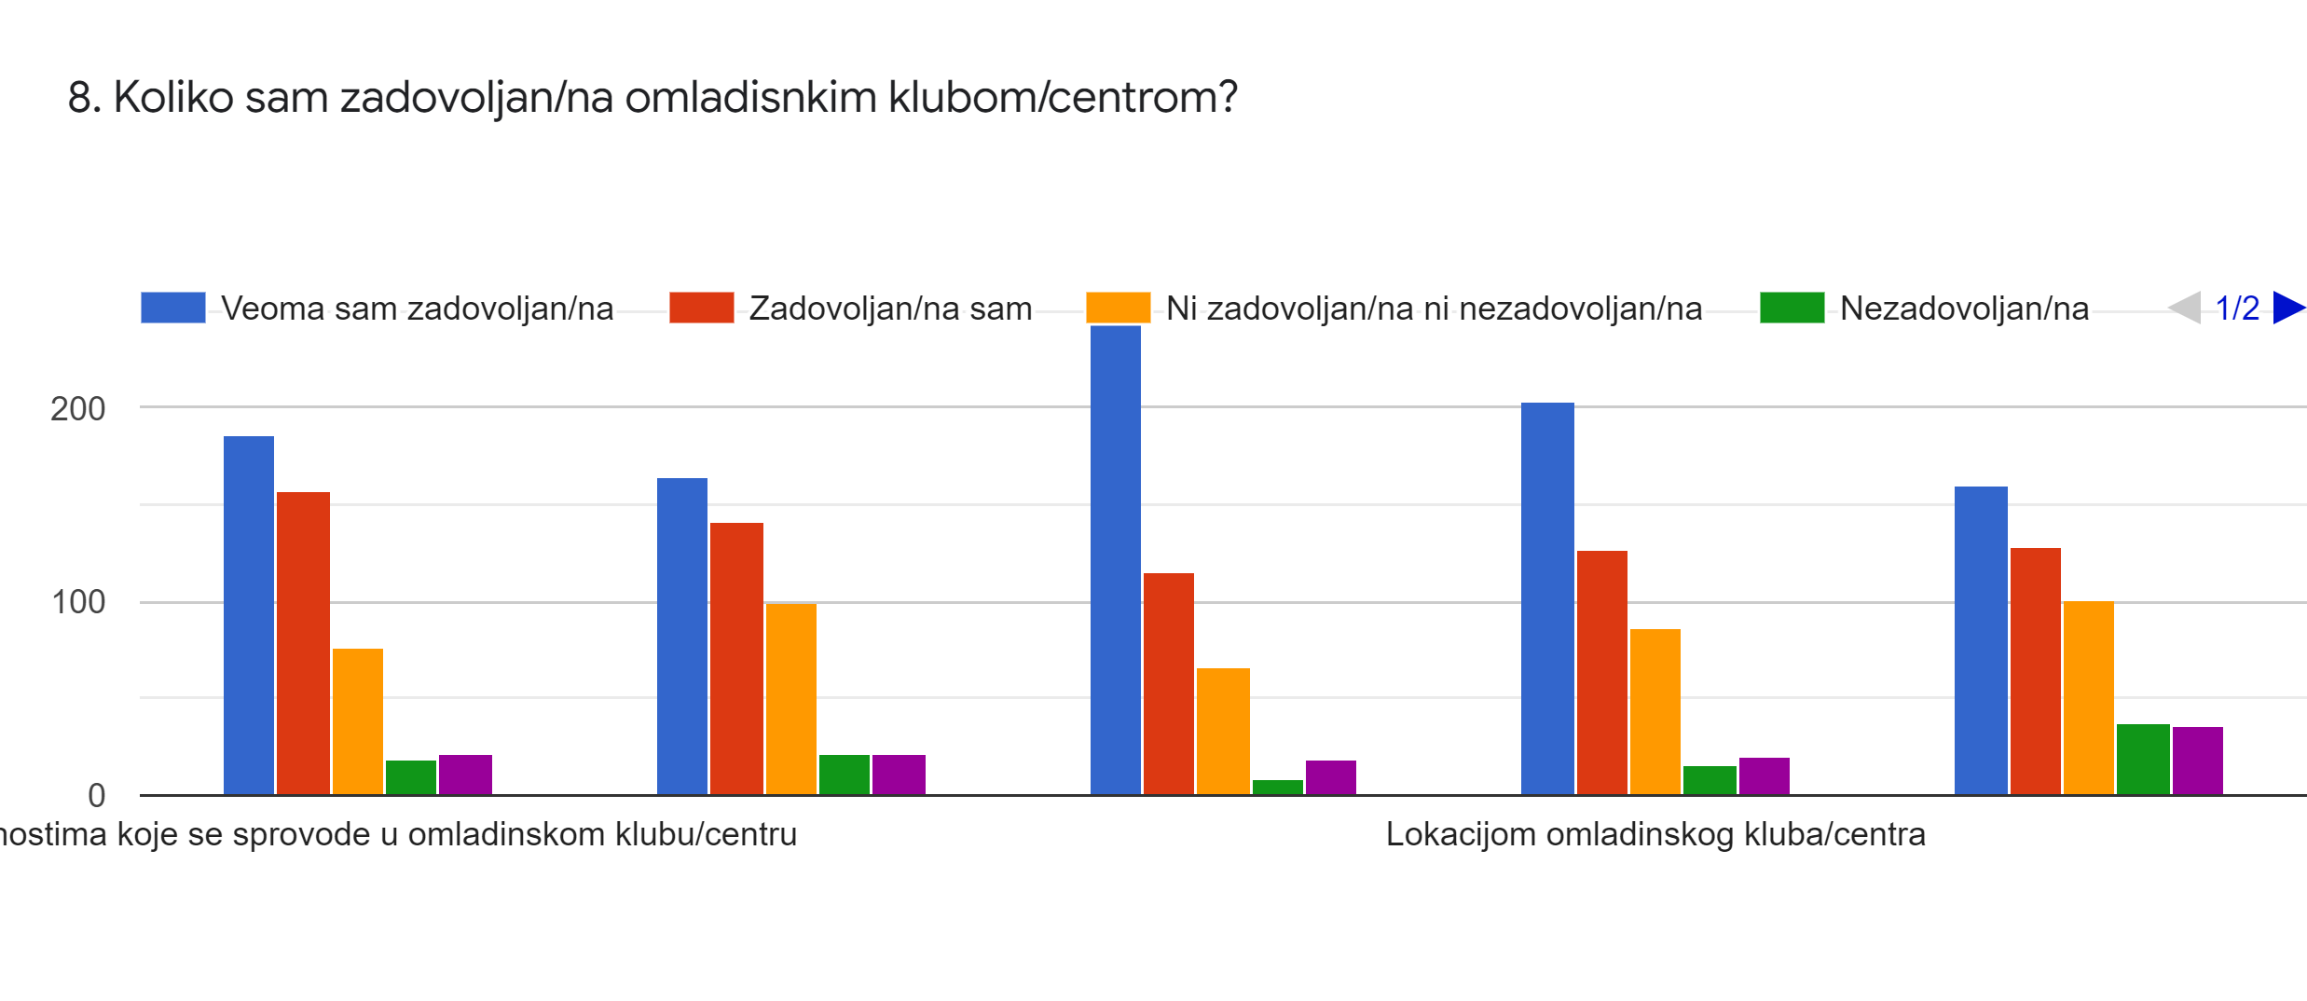 8. Koliko sam zadovoljan/na omladisnkim klubom/centrom?
Veoma sam zadovoljan/na Zadovoljan/na sam Ni zadovoljan/na ni nezadovoljan/na Nezadovoljan/na 1/2
200
100
0
koje se sprovode u omladinskom klubu/centru Lokacijom omladinskog kluba/centra